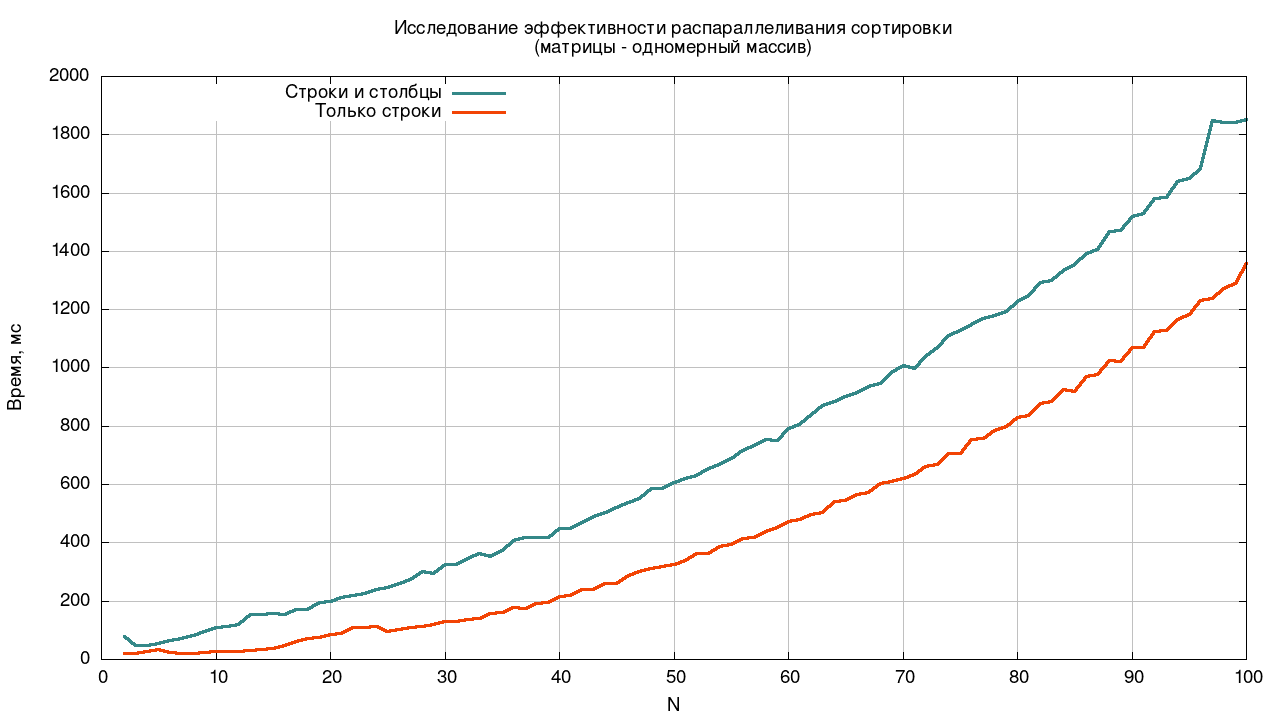 Исследование эффективности распараллеливания сортировки
(матрицы - одномерный массив)
Строки и столбцы
Только строки
Время, мс
2000
1800
1600
1400
1200
1000
800
600
400
200
0
0 10 20 30 40 50 60 70 80 90 100
N